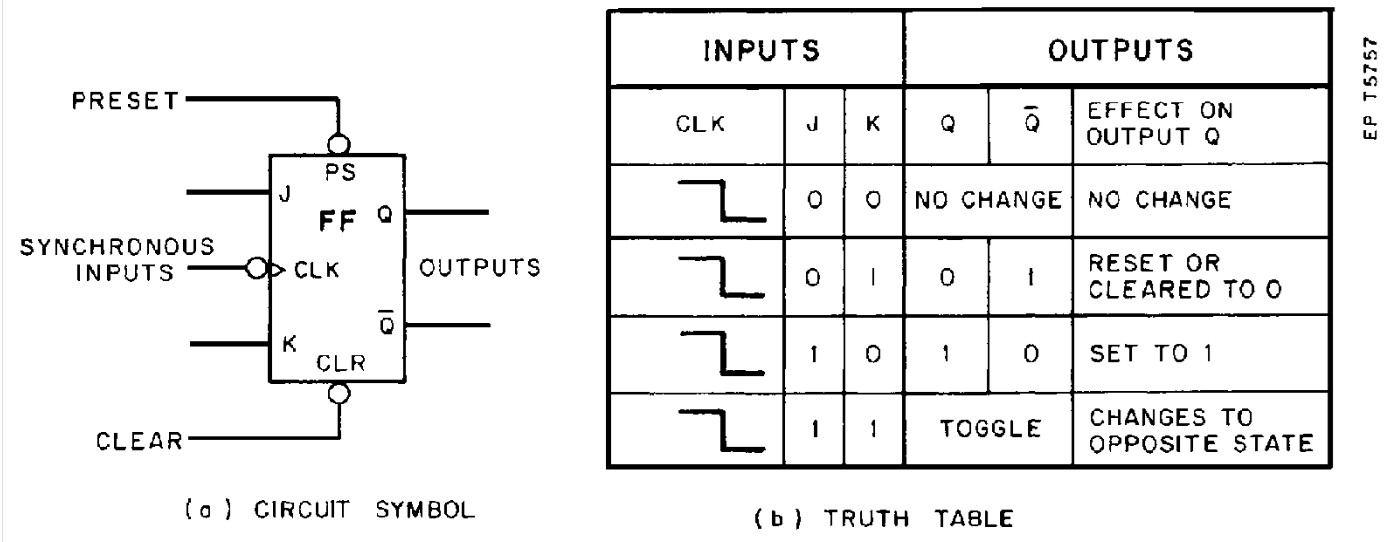 PRESET
PS
J
FF
Q
SYNCHRONOUS
INPUTS
CLK
OUTPUTS
Q̅
K
CLR
CLEAR
(a) CIRCUIT SYMBOL
INPUTS OUTPUTS
CLK J K Q Q̅ EFFECT ON
OUTPUT Q
0 0 NO CHANGE NO CHANGE
0 1 0 1 RESET OR
CLEARED TO 0
1 0 1 0 SET TO 1
1 1 TOGGLE CHANGES TO
OPPOSITE STATE
(b) TRUTH TABLE
EP T5757